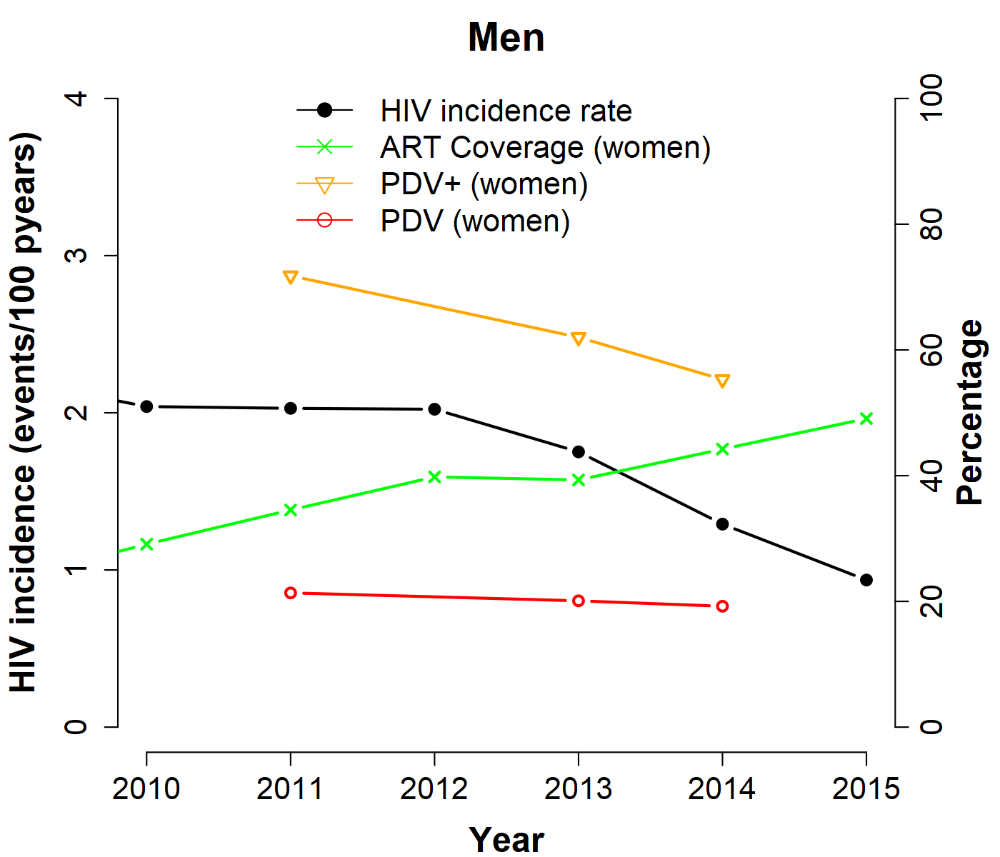 Men
HIV incidence rate
ART Coverage (women)
PDV+ (women)
PDV (women)
HIV incidence (events/100 pyears)
4
3
2
1
0
100
80
60
40
20
0
Percentage
2010 2011 2012 2013 2014 2015
Year